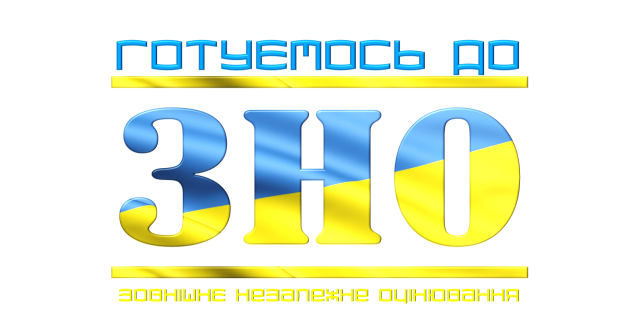 ГОТУЄМОСЬ ДО
ЗНО
ЗОВНІШНЄ НЕЗАЛЕЖНЕ ОЦІНЮВАННЯ